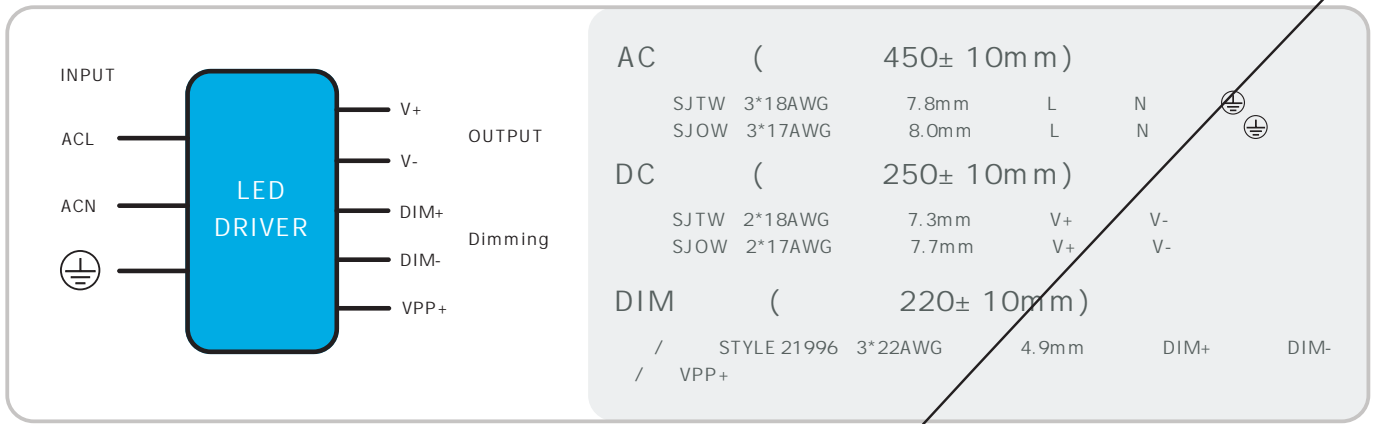 INPUT
ACL
ACN
LED
DRIVER
V+
V-
DIM+
DIM-
VPP+
OUTPUT
Dimming
AC ( 450± 10mm)
SJTW 3*18AWG 7.8mm L N
SJOW 3*17AWG 8.0mm L N
DC ( 250± 10mm)
SJTW 2*18AWG 7.3mm V+ V-
SJOW 2*17AWG 7.7mm V+ V-
DIM ( 220± 10mm)
/ STYLE 21996 3*22AWG 4.9mm DIM+ DIM-
/ VPP+